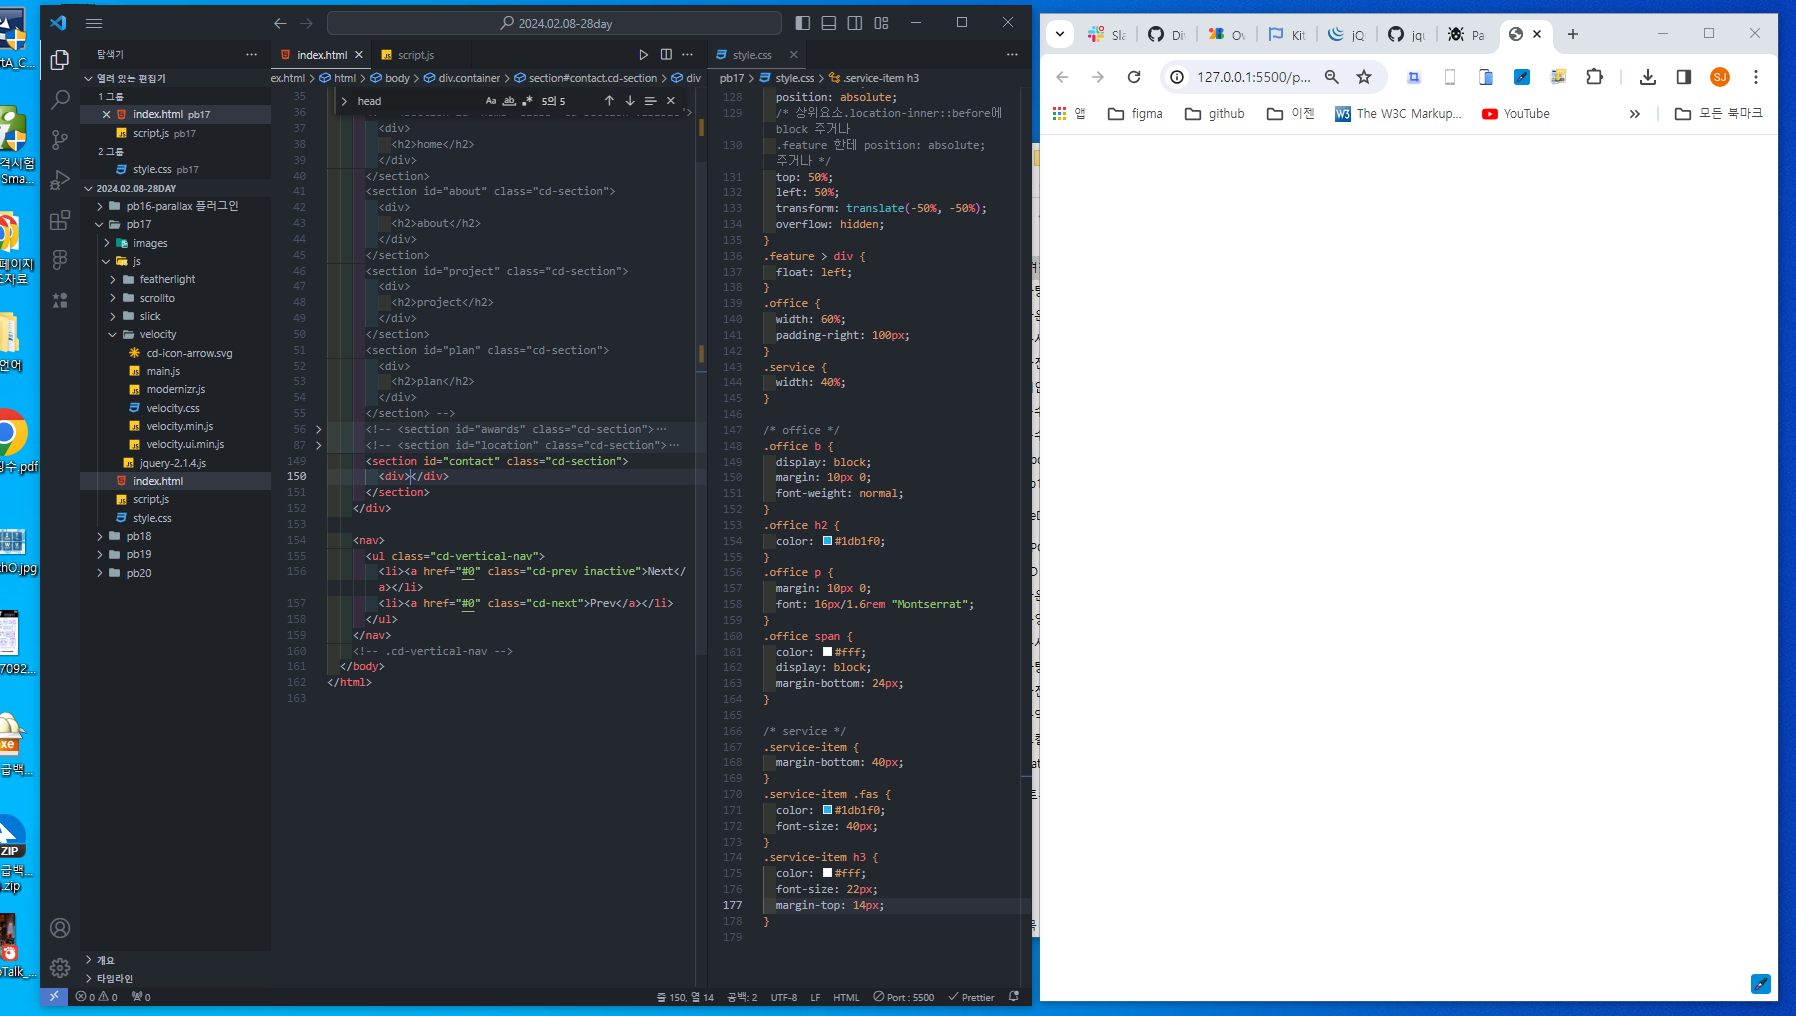 2024.02.08-28day
탐색기
index.html
script.js
style.css
열려 있는 편집기
1 그룹
index.html pb17
script.js pb17
2 그룹
style.css pb17
2024.02.08-28DAY
pb16-parallax 플러그인
pb17
images
js
featherlight
scrollto
slick
velocity
cd-icon-arrow.svg
main.js
modernizr.js
velocity.css
velocity.min.js
velocity.ui.min.js
jquery-2.1.4.js
index.html
script.js
style.css
pb18
pb19
pb20
개요
타임라인
ex.html > html > body > div.container > section#contact.cd-section > div
head
Aa ab 5의 5
35
36
37 <div>
38 <h2>home</h2>
39 </div>
40 </section>
41 <section id="about" class="cd-section">
42 <div>
43 <h2>about</h2>
44 </div>
45 </section>
46 <section id="project" class="cd-section">
47 <div>
48 <h2>project</h2>
49 </div>
50 </section>
51 <section id="plan" class="cd-section">
52 <div>
53 <h2>plan</h2>
54 </div>
55 </section> -->
56 <!-- <section id="awards" class="cd-section">…
87 <!-- <section id="location" class="cd-section">…
149 <section id="contact" class="cd-section">
150 <div></div>
151 </section>
152 </div>
153
154 <nav>
155 <ul class="cd-vertical-nav">
156 <li><a href="#0" class="cd-prev inactive">Next</
a></li>
157 <li><a href="#0" class="cd-next">Prev</a></li>
158 </ul>
159 </nav>
160 <!-- .cd-vertical-nav -->
161 </body>
162 </html>
163
pb17 > style.css > .service-item h3
128 position: absolute;
129 /* 상위요소.location-inner::before에
block 주거나
130 .feature 한테 position: absolute;
주거나 */
131 top: 50%;
132 left: 50%;
133 transform: translate(-50%, -50%);
134 overflow: hidden;
135 }
136 .feature > div {
137 float: left;
138 }
139 .office {
140 width: 60%;
141 padding-right: 100px;
142 }
143 .service {
144 width: 40%;
145 }
146
147 /* office */
148 .office b {
149 display: block;
150 margin: 10px 0;
151 font-weight: normal;
152 }
153 .office h2 {
154 color: #1db1f0;
155 }
156 .office p {
157 margin: 10px 0;
158 font: 16px/1.6rem "Montserrat";
159 }
160 .office span {
161 color: #fff;
162 display: block;
163 margin-bottom: 24px;
164 }
165
166 /* service */
167 .service-item {
168 margin-bottom: 40px;
169 }
170 .service-item .fas {
171 color: #1db1f0;
172 font-size: 40px;
173 }
174 .service-item h3 {
175 color: #fff;
176 font-size: 22px;
177 margin-top: 14px;
178 }
179
0 0 0
줄 150, 열 14 공백: 2 UTF-8 LF HTML Port : 5500 Prettier
Sla Di Ov Kit jQ jqu Pa
127.0.0.1:5500/p...
SJ
앱 figma github 이젠 The W3C Markup... YouTube » 모든 북마크
ZIP